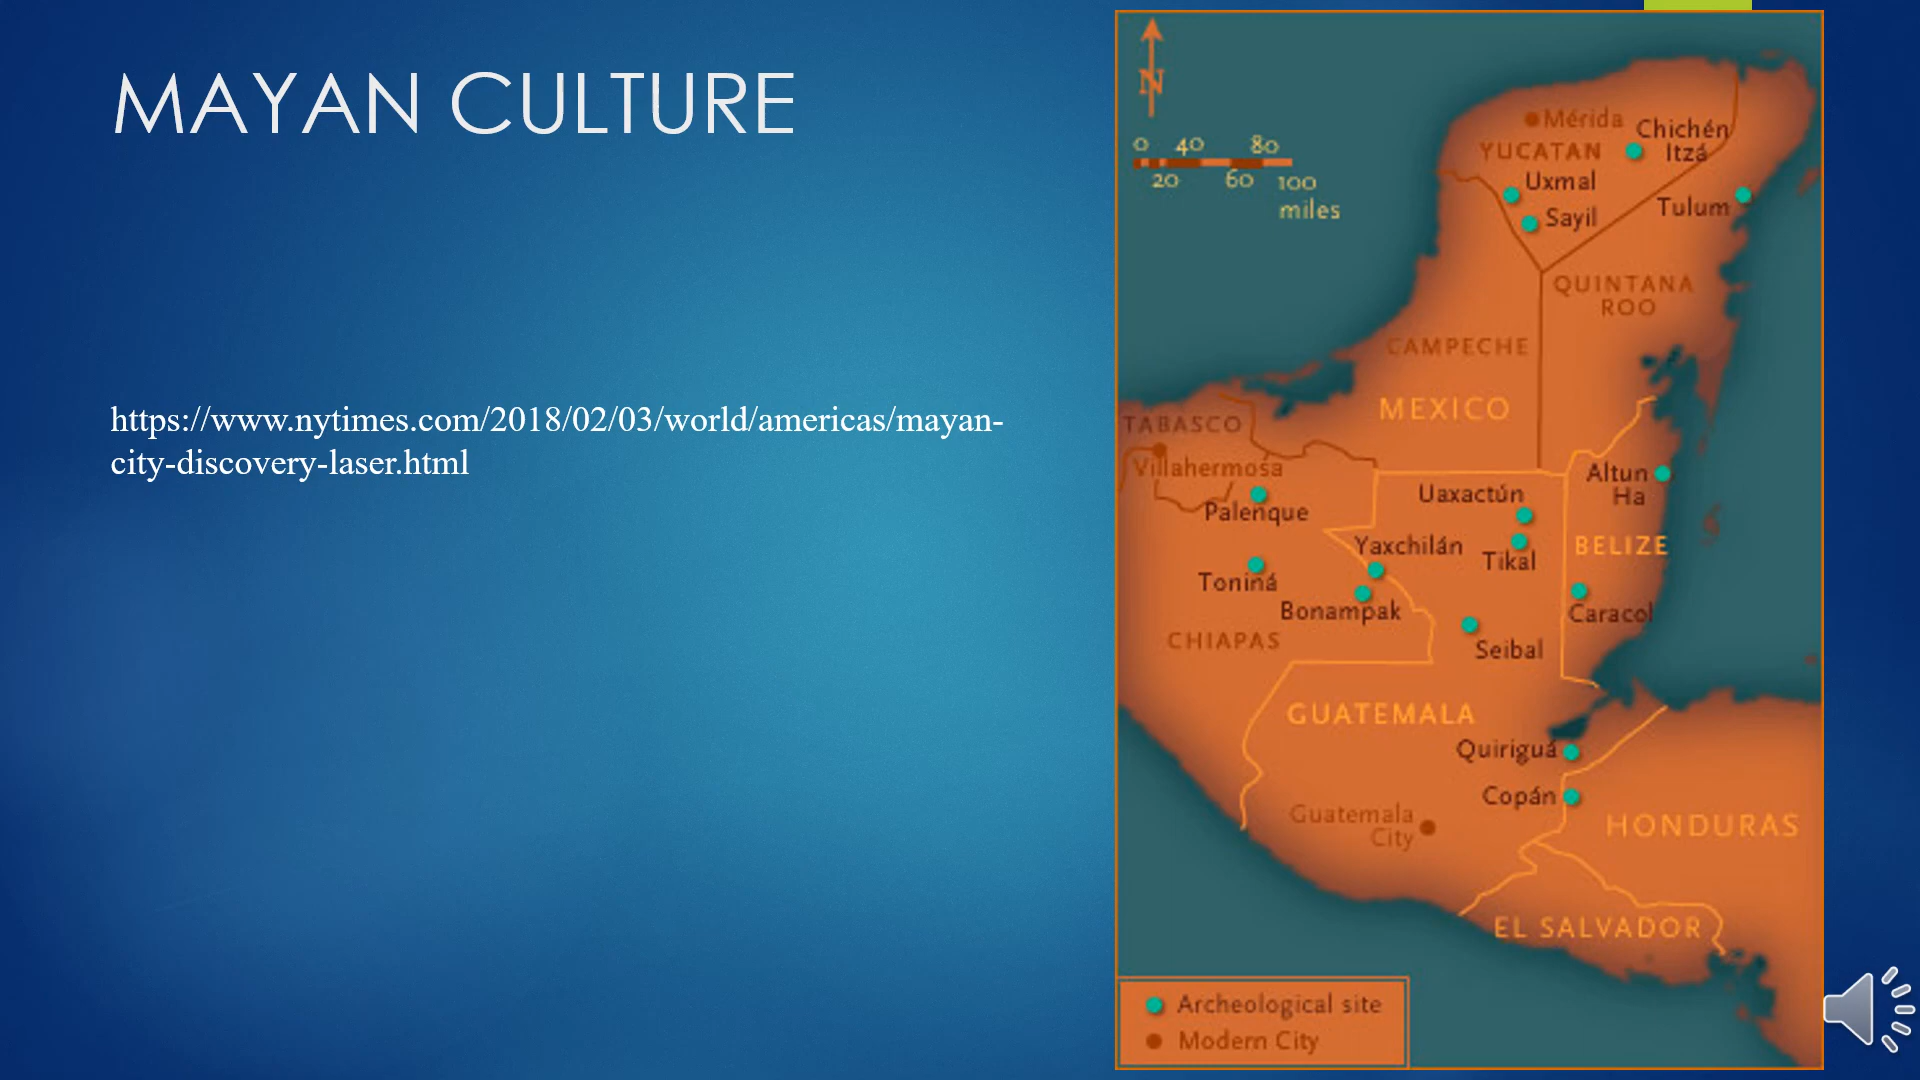 MAYAN CULTURE
https://www.nytimes.com/2018/02/03/world/americas/mayan-
city-discovery-laser.html
N
0 40 80
20 60 100
miles
Mérida
Chichén
Itzá
YUCATAN
Uxmal
Sayil
Tulum
QUINTANA
ROO
CAMPECHE
MEXICO
TABASCO
Villahermosa
Palenque
Uaxactún
Altun
Ha
Yaxchilán
Tikal
BELIZE
Toniná
Bonampak
Caracol
CHIAPAS
Seibal
GUATEMALA
Quiriguá
Copán
Guatemala
City
HONDURAS
EL SALVADOR
Archeological site
Modern City